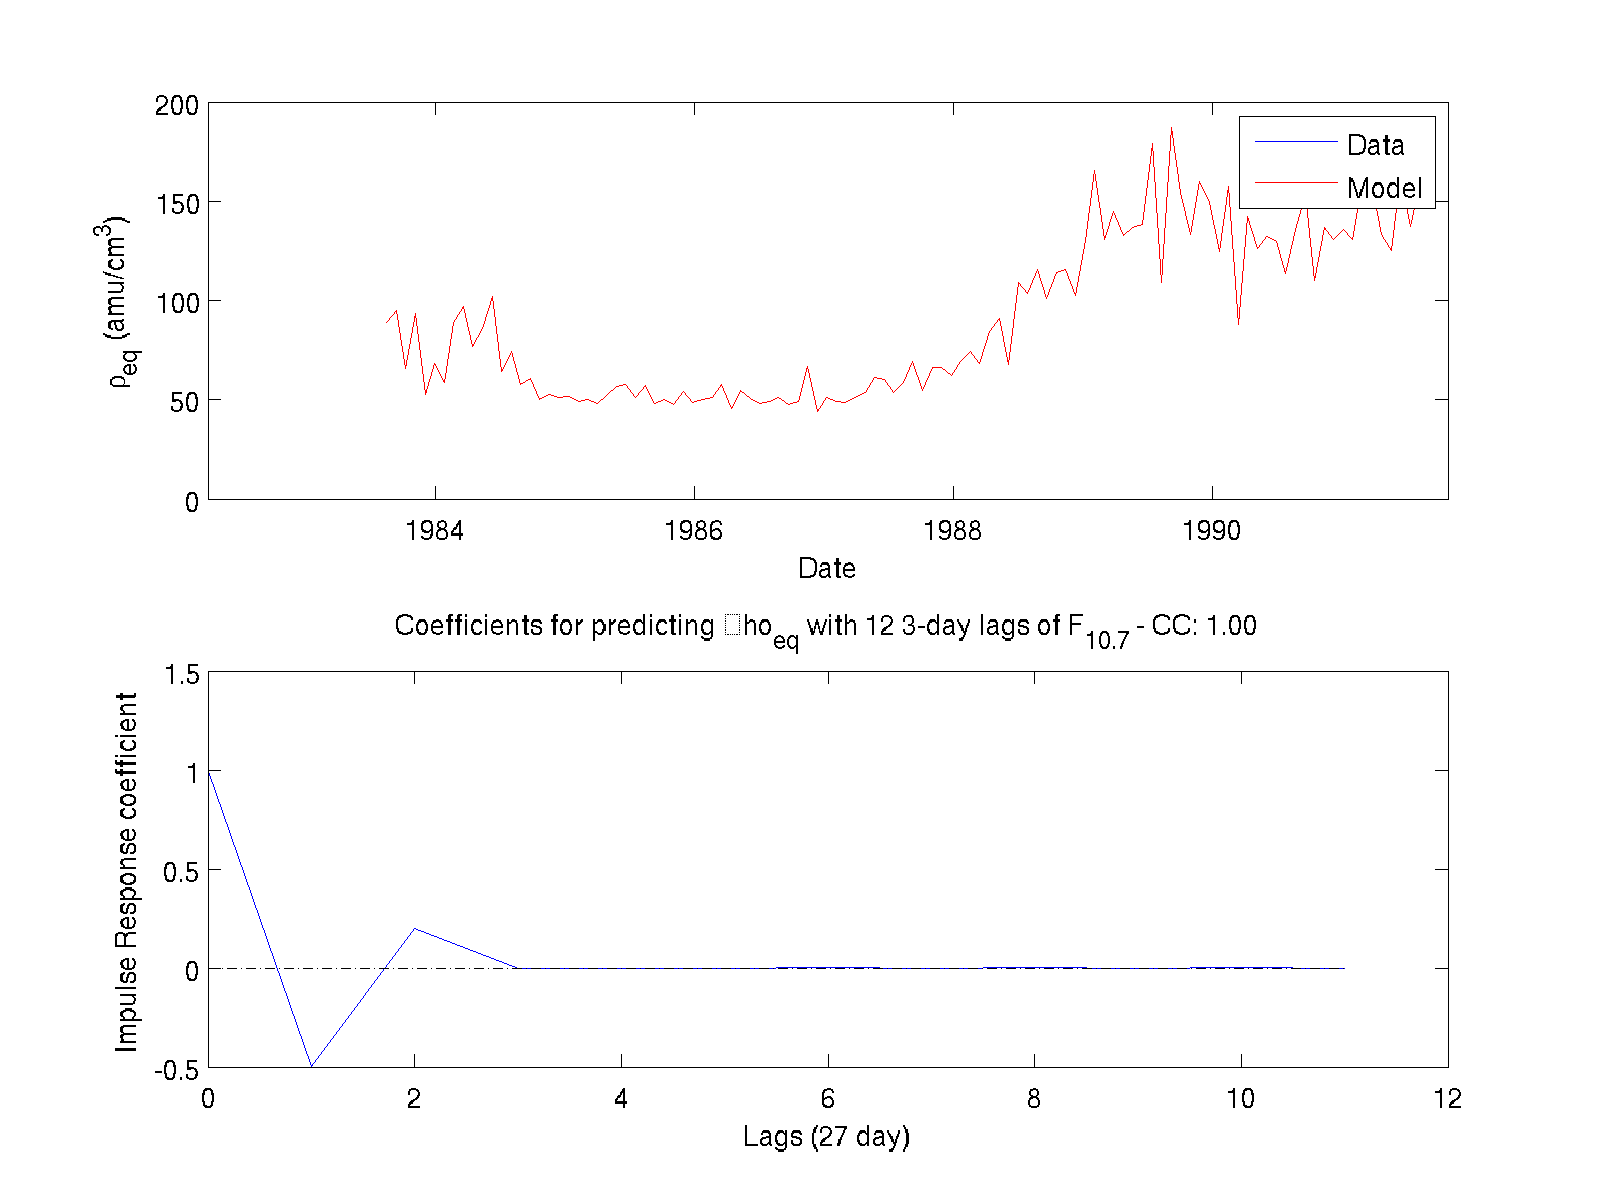 200
150
100
50
0
ρeq (amu/cm3)
Data
Model
1984 1986 1988 1990
Date
Coefficients for predicting □hoeq with 12 3-day lags of F10.7 - CC: 1.00
1.5
1
0.5
0
-0.5
Impulse Response coefficient
0 2 4 6 8 10 12
Lags (27 day)